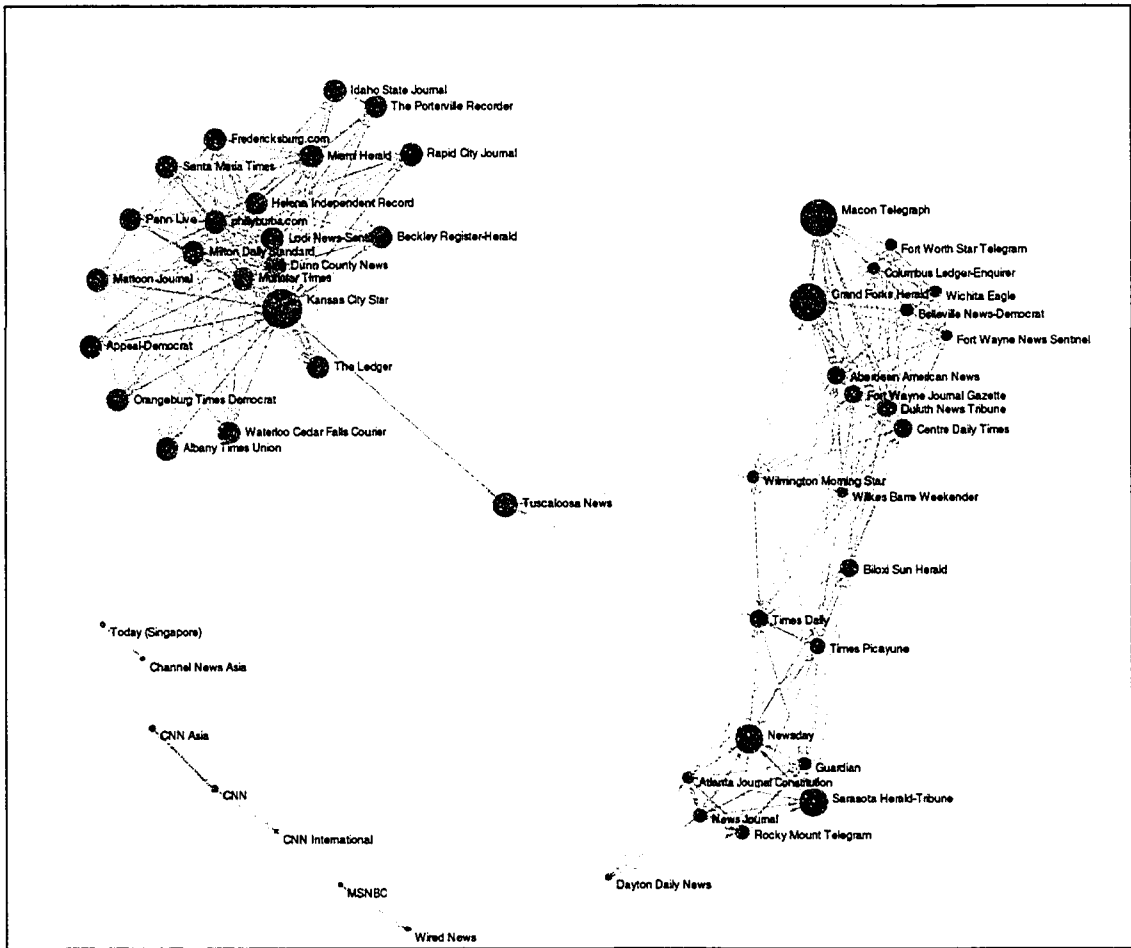 Idaho State Journal
The Porterville Recorder
Fredericksburg.com
Miami Herald
Rapid City Journal
Santa Maria Times
Helena Independent Record
Penn Live
phillyburbs.com
Lodi News-Sentinel
Beckley Register-Herald
Milton Daily Standard
Dunn County News
Mattoon Journal
Munster Times
Kansas City Star
Appeal-Democrat
The Ledger
Orangeburg Times Democrat
Waterloo Cedar Falls Courier
Albany Times Union
Tuscaloosa News
Macon Telegraph
Fort Worth Star Telegram
Columbus Ledger-Enquirer
Grand Forks Herald
Wichita Eagle
Belleville News-Democrat
Fort Wayne News Sentinel
Aberdeen American News
Fort Wayne Journal Gazette
Duluth News Tribune
Centre Daily Times
Wilmington Morning Star
Wilkes Barre Weekender
Biloxi Sun Herald
Times Daily
Times Picayune
Today (Singapore)
Channel News Asia
CNN Asia
CNN
CNN International
MSNBC
Wired News
Newsday
Guardian
Atlanta Journal Constitution
Sarasota Herald-Tribune
News Journal
Rocky Mount Telegram
Dayton Daily News